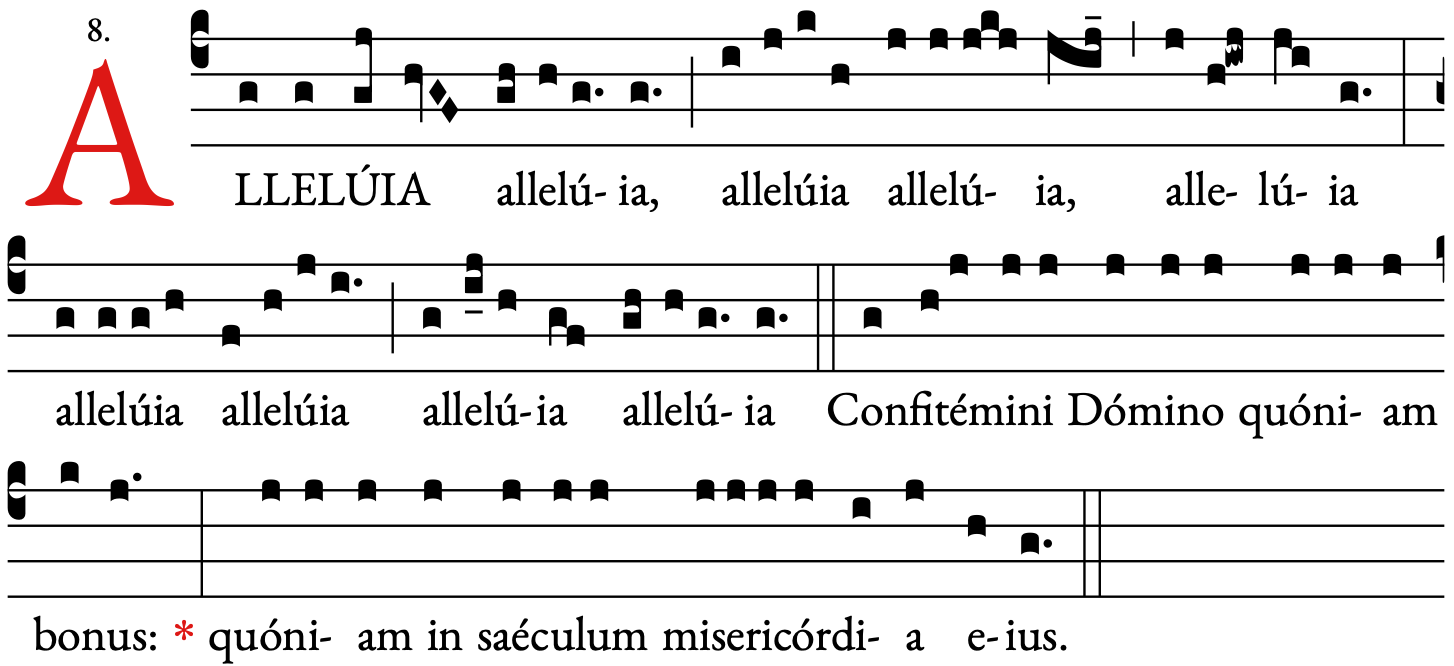 8.
ALLELÚIA allelú- ia, allelúia allelú- ia, alle- lú- ia
allelúia allelúia allelú- ia allelú- ia Confitémini Dómino quóni- am
bonus: * quóni- am in saéculum misericórdi- a e- ius.